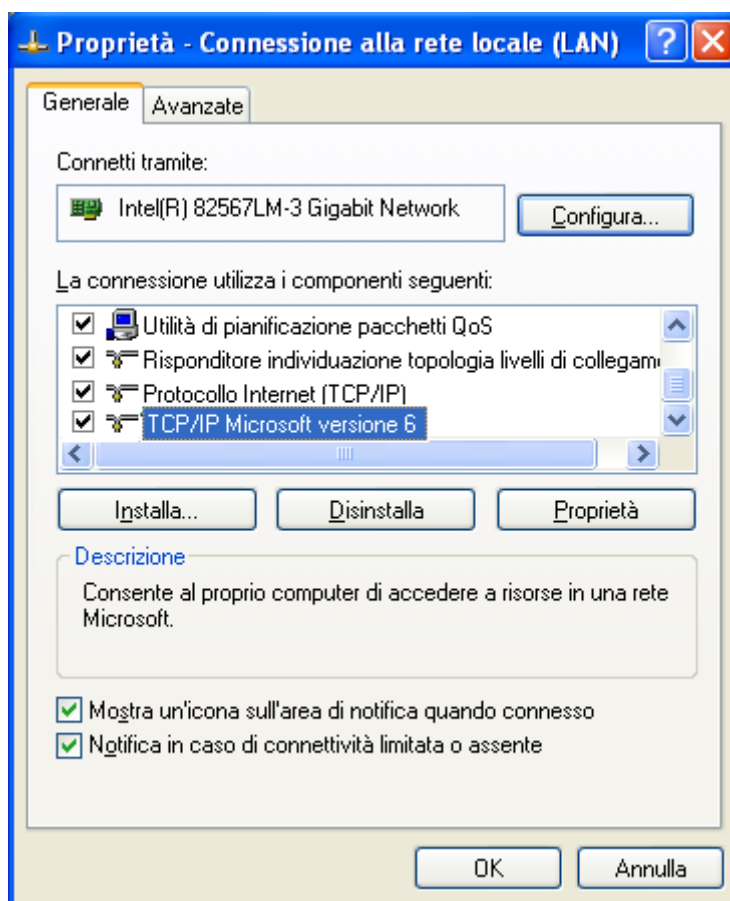 Proprietà - Connessione alla rete locale (LAN)
Generale
Avanzate
Connetti tramite:
Intel(R) 82567LM-3 Gigabit Network
Configura...
La connessione utilizza i componenti seguenti:
Utilità di pianificazione pacchetti QoS
Risponditore individuazione topologia livelli di collegame
Protocollo Internet (TCP/IP)
TCP/IP Microsoft versione 6
Installa...
Disinstalla
Proprietà
Descrizione
Consente al proprio computer di accedere a risorse in una rete
Microsoft.
Mostra un'icona sull'area di notifica quando connesso
Notifica in caso di connettività limitata o assente
OK
Annulla